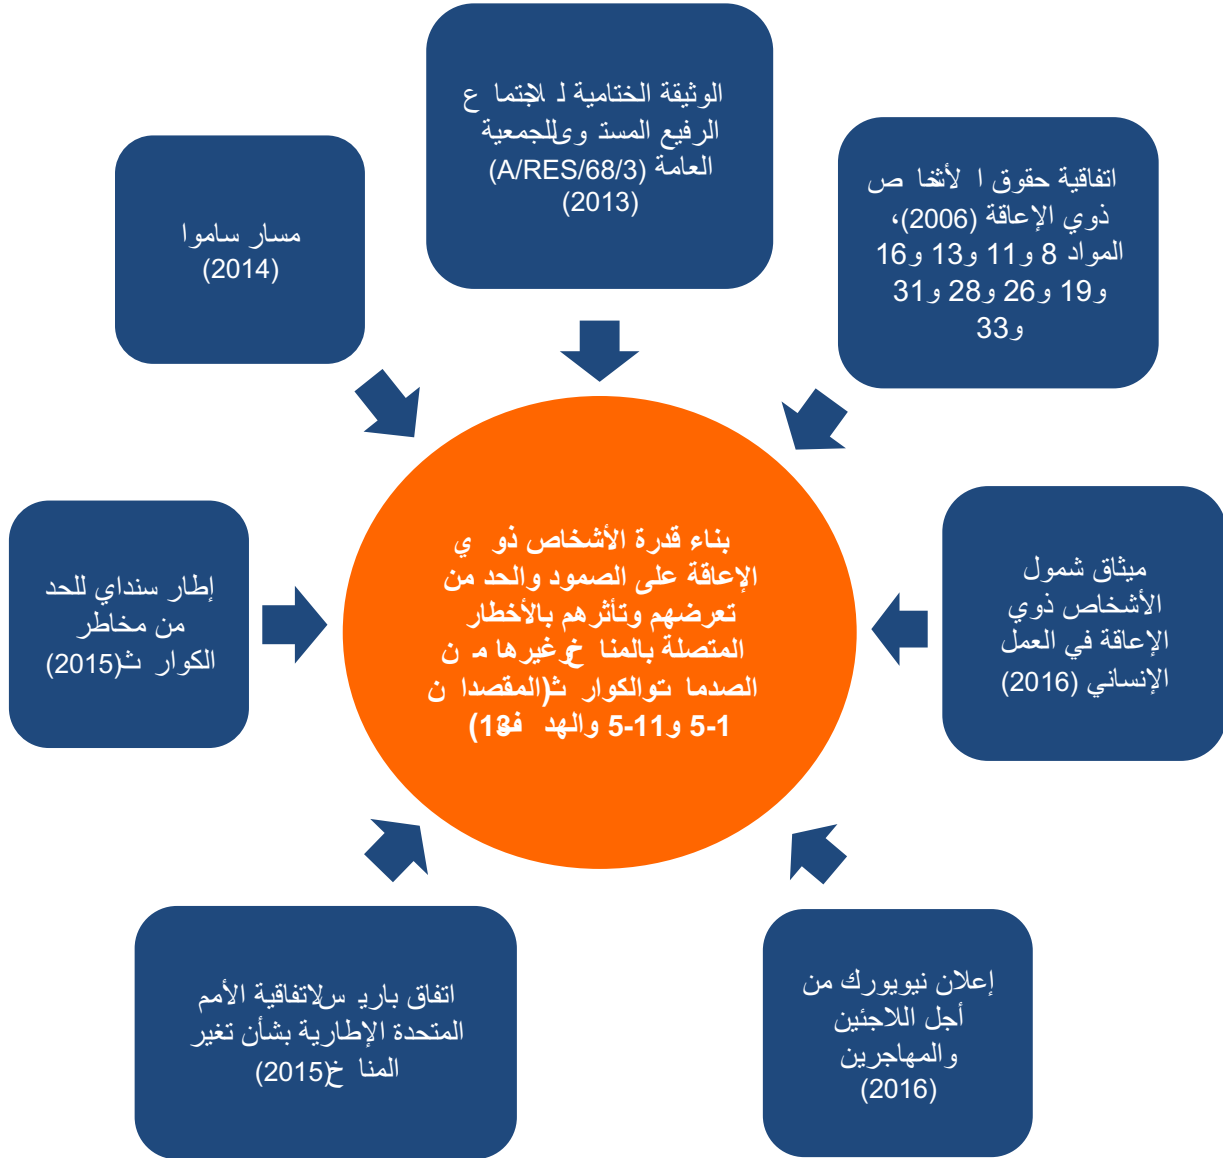 الوثيقة الختامية للاجتماع
الرفيع المستوى للجمعية
العامة (A/RES/68/3)
(2013)
اتفاقية حقوق الأشخاص
ذوي الإعاقة (2006)،
المواد 8 و11 و13 و16
و19 و26 و28 و31
و33
مسار ساموا
(2014)
ميثاق شمول
الأشخاص ذوي
الإعاقة في العمل
الإنساني (2016)
إطار سنداي للحد
من مخاطر
الكوارث (2015)
بناء قدرة الأشخاص ذوي
الإعاقة على الصمود والحد من
تعرضهم وتأثرهم بالأخطار
المتصلة بالمناخ وغيرها من
الصدمات والكوارث (المقصدان
1-5 و11-5 والهدف 13)
إعلان نيويورك من
أجل اللاجئين
والمهاجرين
(2016)
اتفاق باريس لاتفاقية الأمم
المتحدة الإطارية بشأن تغير
المناخ (2015)